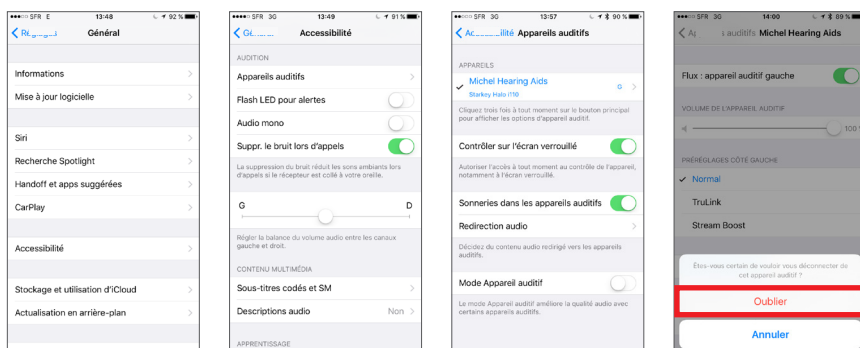 SFR E 13:48 92 %
Général
Informations
Mise à jour logicielle
Siri
Recherche Spotlight
Handoff et apps suggérées
CarPlay
Accessibilité
Stockage et utilisation d'iCloud
Actualisation en arrière-plan
SFR 3G 13:49 91 %
Accessibilité
AUDITION
Appareils auditifs
Flash LED pour alertes
Audio mono
Suppr. le bruit lors d'appels
La suppression du bruit réduit les sons ambiants lors
d'appels si le récepteur est collé à votre oreille.
G D
Régler la balance du volume audio entre les canaux
gauche et droit.
CONTENU MULTIMÉDIA
Sous-titres codés et SM
Descriptions audio Non
APPRENTISSAGE
SFR 3G 13:57 90 %
Appareils auditifs
APPAREILS
Michel Hearing Aids G
Starkey Halo i110
Cliquez trois fois à tout moment sur le bouton principal
pour afficher les options d'appareil auditif.
Contrôler sur l'écran verrouillé
Autoriser l'accès à tout moment au contrôle de l'appareil,
notamment à l'écran verrouillé.
Sonneries dans les appareils auditifs
Redirection audio
Décidez du contenu audio redirigé vers les appareils
auditifs.
Mode Appareil auditif
Le mode Appareil auditif améliore la qualité audio avec
certains appareils auditifs.
SFR 3G 14:00 89 %
auditifs Michel Hearing Aids
Flux : appareil auditif gauche
VOLUME DE L'APPAREIL AUDITIF
100
PRÉRÉGLAGES CÔTÉ GAUCHE
Normal
TruLink
Stream Boost
Êtes-vous certain de vouloir vous déconnecter de
cet appareil auditif ?
Oublier
Annuler